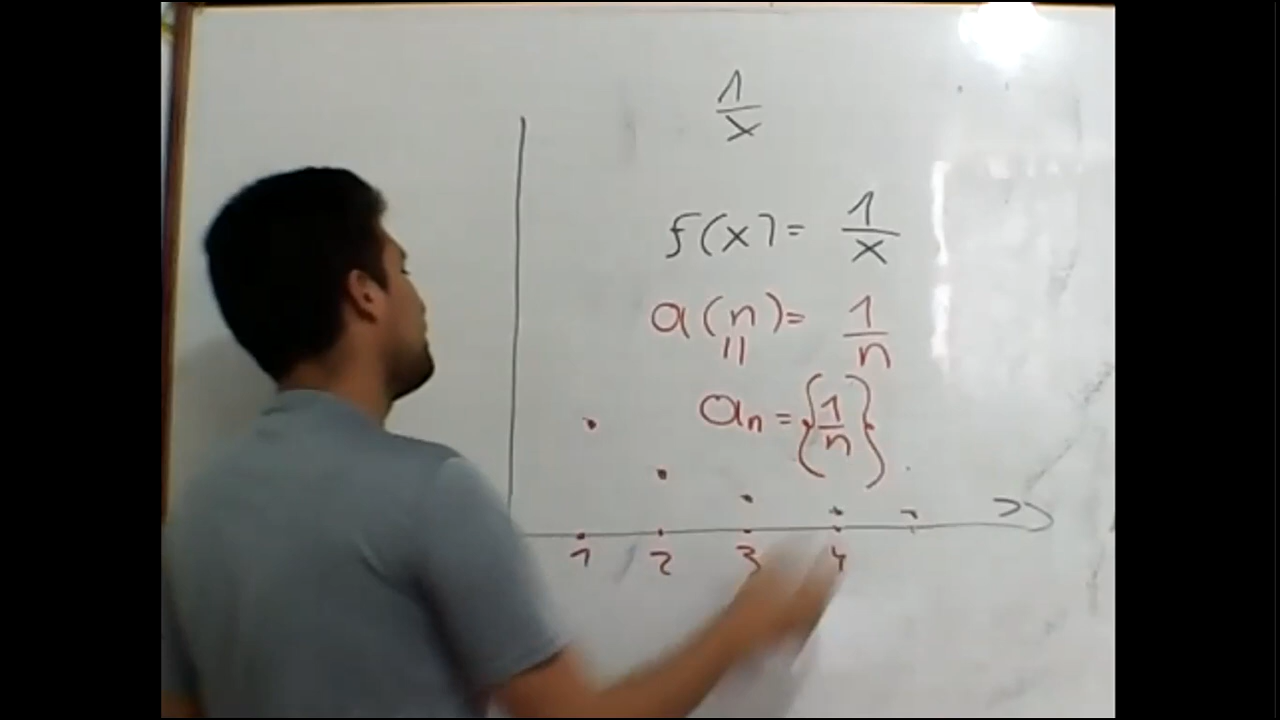 1/x
f(x) = 1/x
a(n) = 1/n
||
aₙ = {1/n}
1 2 3 4